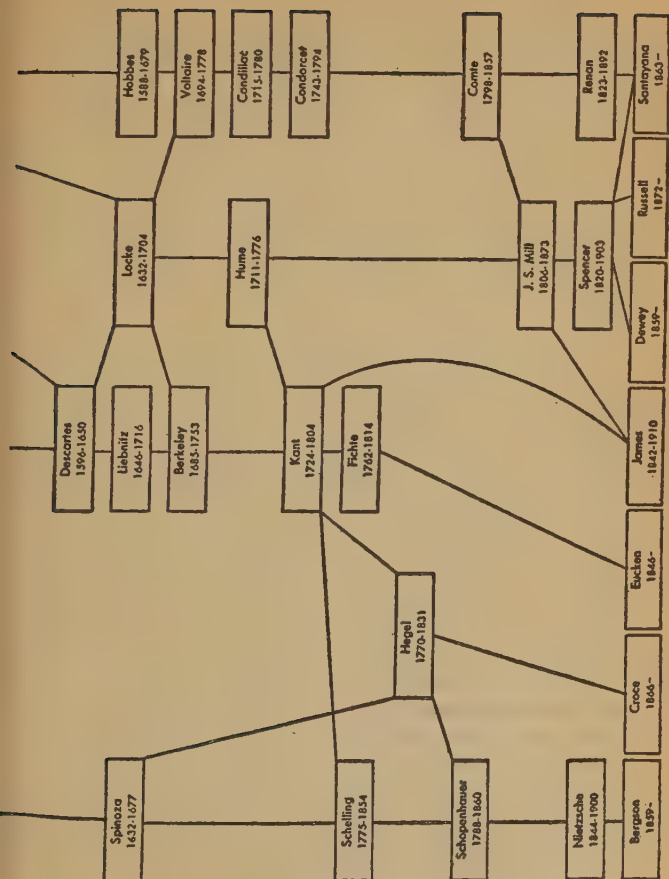 Descartes
1596-1650
Spinoza
1632-1677
Liebnitz
1646-1716
Locke
1632-1704
Hobbes
1588-1679
Berkeley
1685-1753
Voltaire
1694-1778
Hume
1711-1776
Condillac
1715-1780
Kant
1724-1804
Condorcet
1743-1794
Schelling
1775-1854
Fichte
1762-1814
Hegel
1770-1831
Schopenhauer
1788-1860
Comte
1798-1857
J. S. Mill
1806-1873
Nietzsche
1844-1900
Spencer
1820-1903
Renan
1823-1892
Bergson
1859-
Croce
1866-
Eucken
1846-
James
1842-1910
Dewey
1859-
Russell
1872-
Santayana
1863-